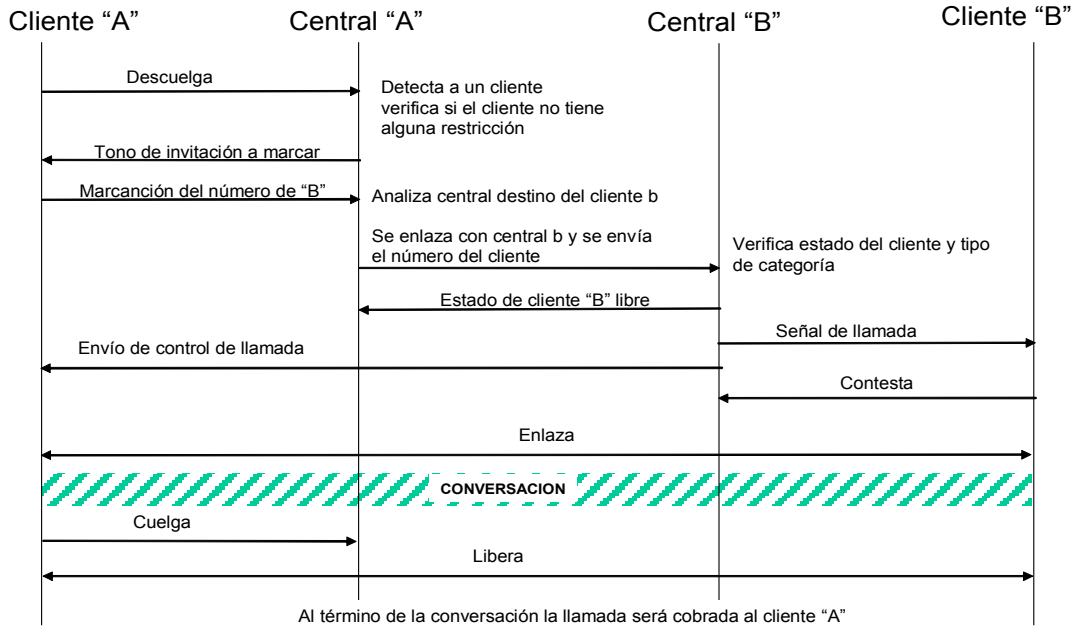 Cliente “A”
Central “A”
Central “B”
Cliente “B”
Descuelga
Detecta a un cliente
verifica si el cliente no tiene
alguna restricción
Tono de invitación a marcar
Marcanción del número de “B”
Analiza central destino del cliente b
Se enlaza con central b y se envía
el número del cliente
Verifica estado del cliente y tipo
de categoría
Estado de cliente “B” libre
Señal de llamada
Envío de control de llamada
Contesta
Enlaza
CONVERSACION
Cuelga
Libera
Al término de la conversación la llamada será cobrada al cliente “A”